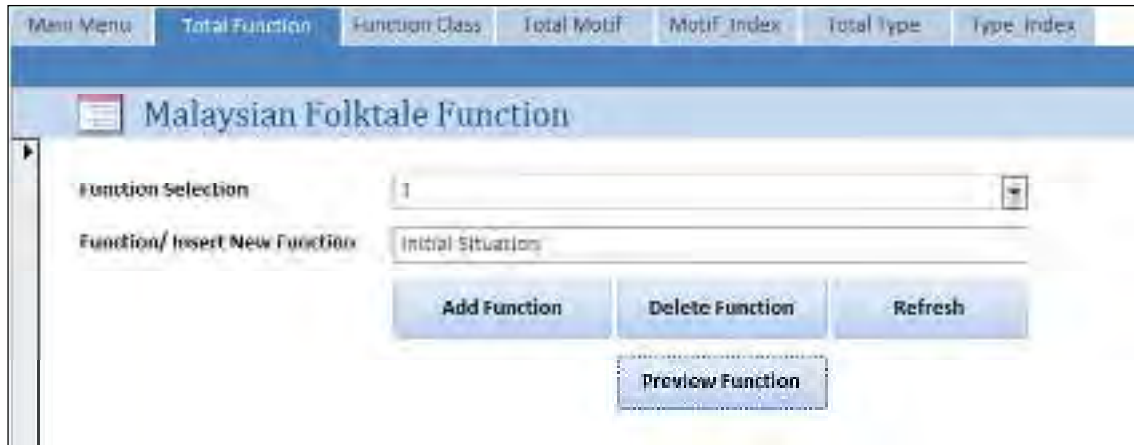 Main Menu Total Function Function Class Total Motif Motif_Index Total Type Type_Index
Malaysian Folktale Function
Function Selection 1
Function/ Insert New Function Initial Situation
Add Function Delete Function Refresh
Preview Function